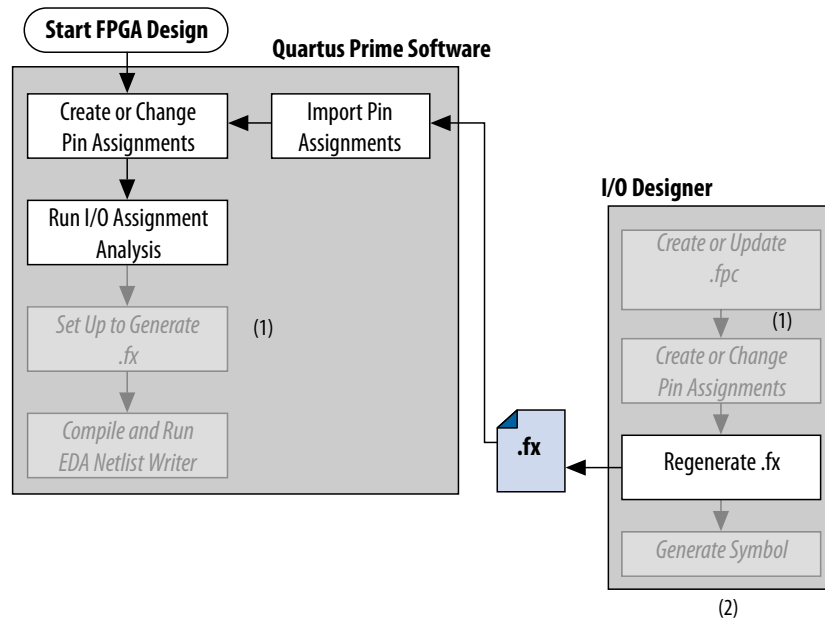 Start FPGA Design
Quartus Prime Software
Create or Change
Pin Assignments
Import Pin
Assignments
Run I/O Assignment
Analysis
Set Up to Generate
.fx
(1)
Compile and Run
EDA Netlist Writer
.fx
I/O Designer
Create or Update
.fpc
(1)
Create or Change
Pin Assignments
Regenerate .fx
Generate Symbol
(2)